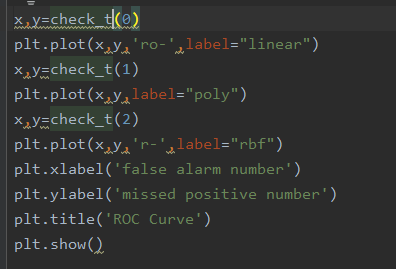 x,y=check_t(0)
plt.plot(x,y,'ro-',label="linear")
x,y=check_t(1)
plt.plot(x,y,label="poly")
x,y=check_t(2)
plt.plot(x,y,'r-',label="rbf")
plt.xlabel('false alarm number')
plt.ylabel('missed positive number')
plt.title('ROC Curve')
plt.show()